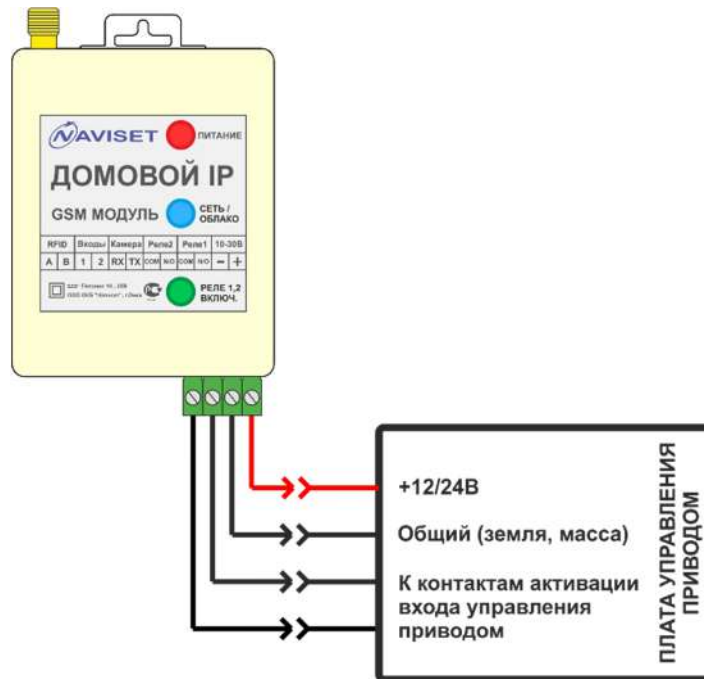 NAVISET
ПИТАНИЕ
ДОМОВОЙ IP
GSM МОДУЛЬ
СЕТЬ /
ОБЛАКО
RFID Входы Камера Реле2 Реле1 10-30В
A B 1 2 RX TX COM N/O COM N/O − +
РЕЛЕ 1,2
ВКЛЮЧ.
+12/24В
Общий (земля, масса)
К контактам активации
входа управления
приводом
ПЛАТА УПРАВЛЕНИЯ
ПРИВОДОМ